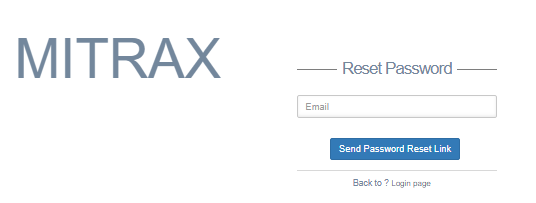 MITRAX
Reset Password
Email
Send Password Reset Link
Back to ? Login page